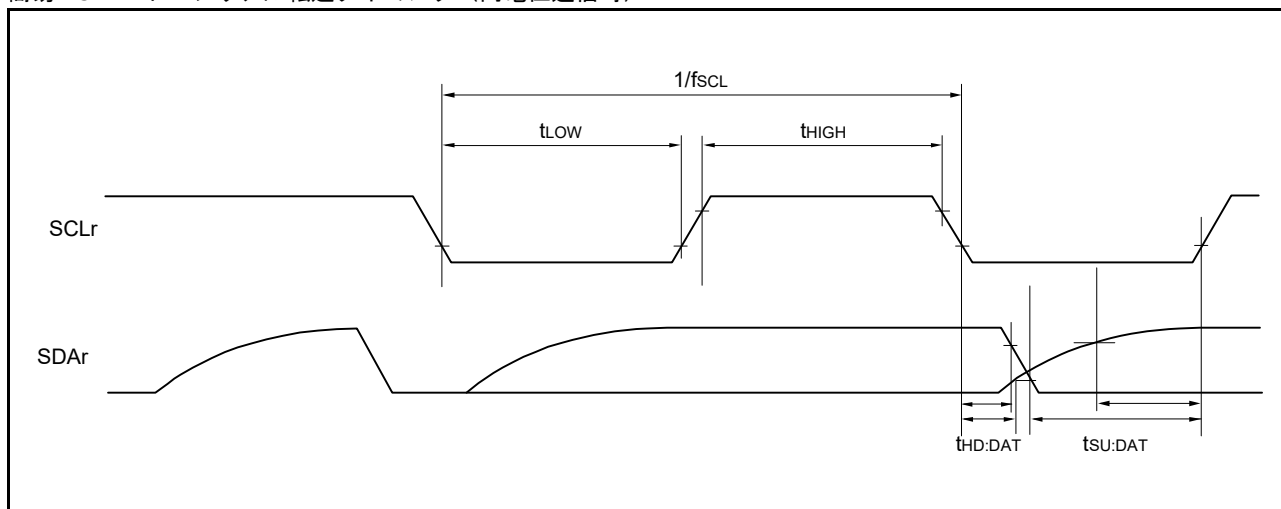 1/fSCL
tLOW
tHIGH
SCLr
SDAr
tHD:DAT
tSU:DAT